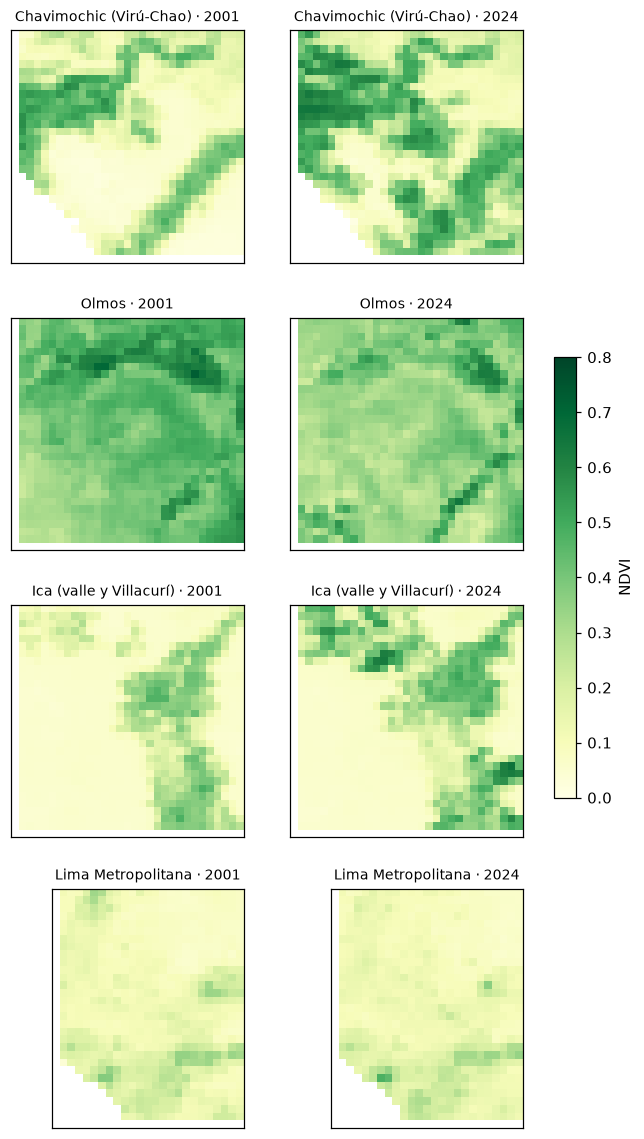 Chavimochic (Virú-Chao) · 2001
Chavimochic (Virú-Chao) · 2024
Olmos · 2001
Olmos · 2024
0.8
0.7
0.6
0.5
0.4
0.3
0.2
0.1
0.0
NDVI
Ica (valle y Villacurí) · 2001
Ica (valle y Villacurí) · 2024
Lima Metropolitana · 2001
Lima Metropolitana · 2024